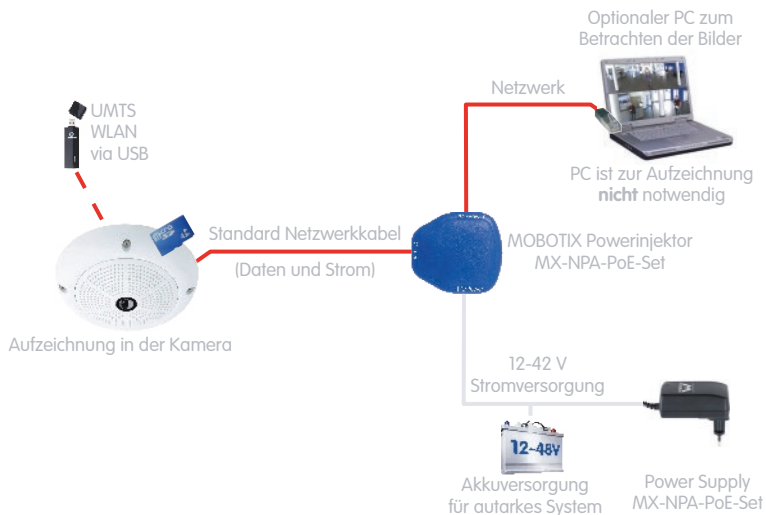 Optionaler PC zum
Betrachten der Bilder
Netzwerk
UMTS
WLAN
via USB
PC ist zur Aufzeichnung
nicht notwendig
Standard Netzwerkkabel
(Daten und Strom)
MOBOTIX Powerinjektor
MX-NPA-PoE-Set
Aufzeichnung in der Kamera
12-42 V
Stromversorgung
12-48V
Akkuversorgung
für autarkes System
Power Supply
MX-NPA-PoE-Set